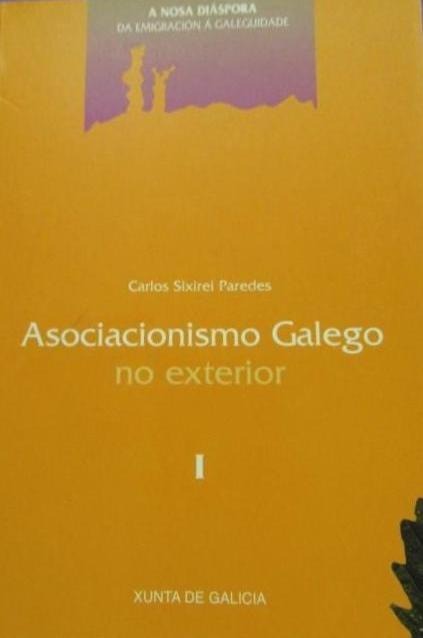 A NOSA DIÁSPORA
DA EMIGRACIÓN Á GALEGUIDADE
Carlos Sixirei Paredes
Asociacionismo Galego
no exterior
I
XUNTA DE GALICIA